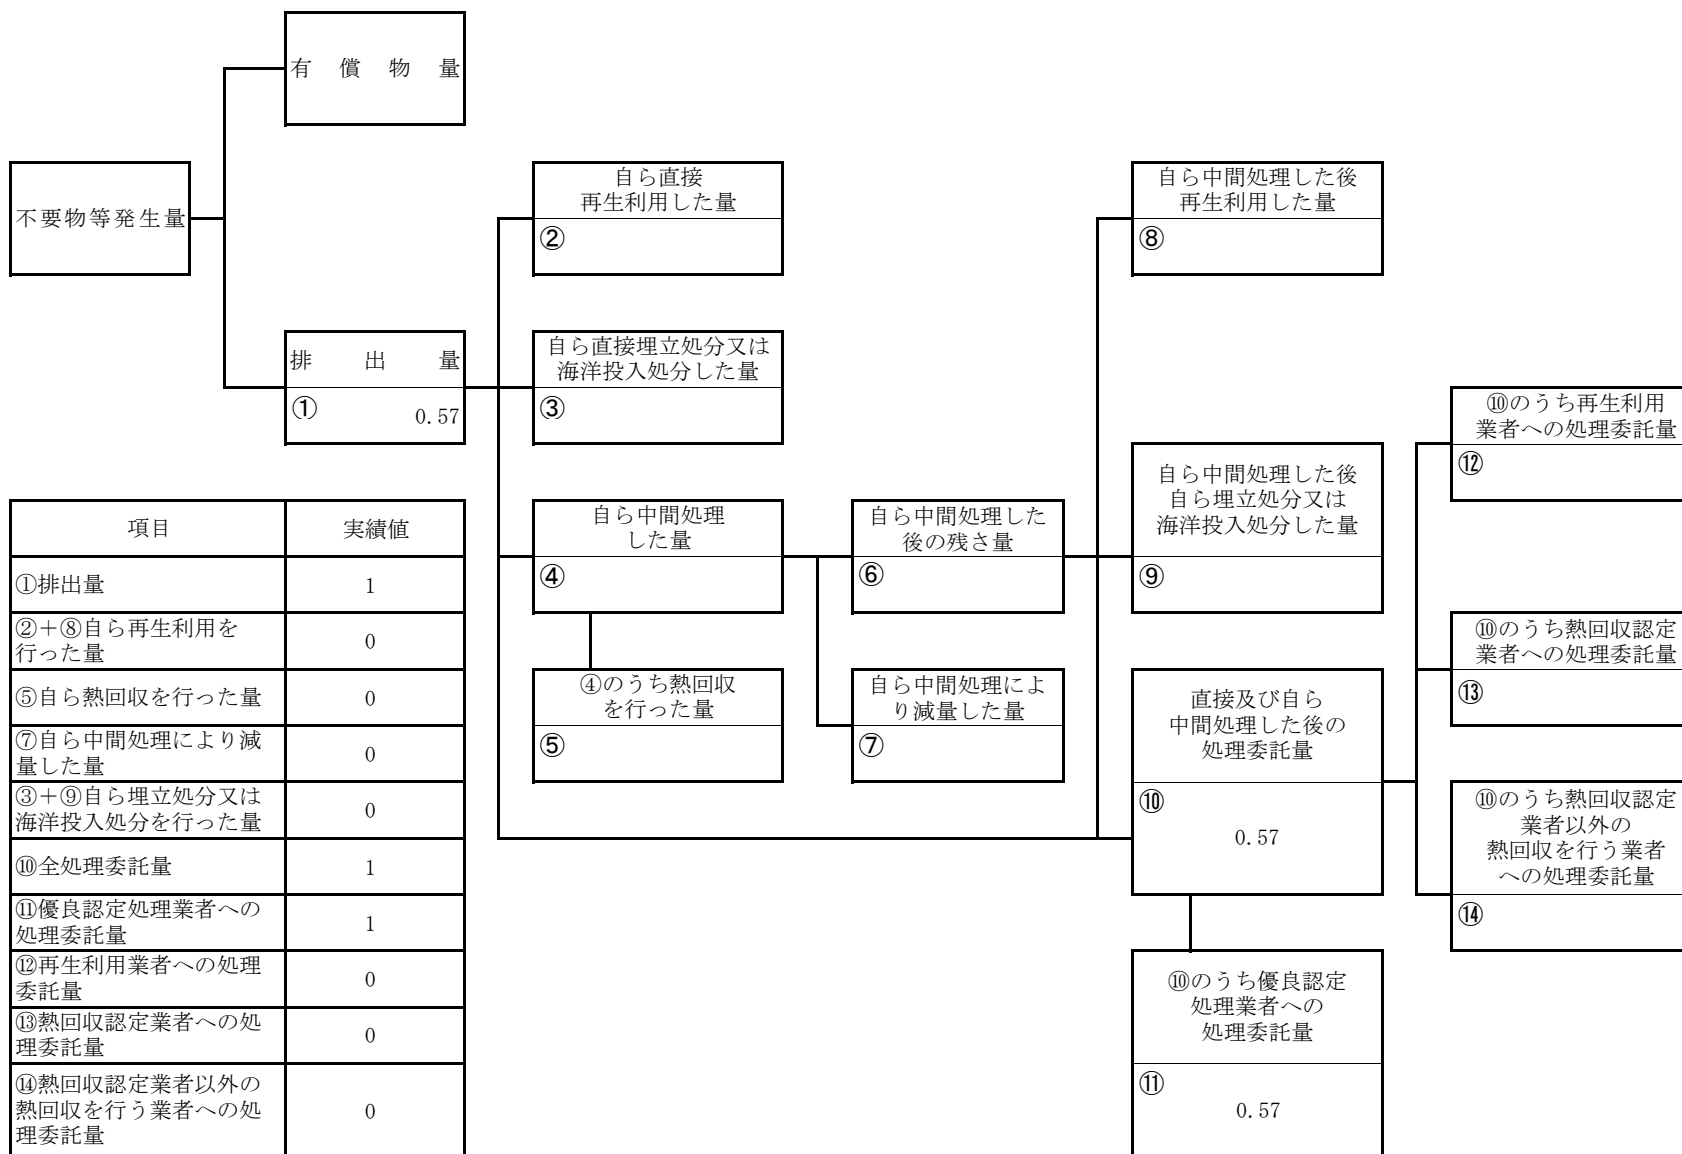 有償物量
不要物等発生量
自ら直接
再生利用した量
②
自ら中間処理した後
再生利用した量
⑧
排出量
① 0.57
自ら直接埋立処分又は
海洋投入処分した量
③
⑩のうち再生利用
業者への処理委託量
⑫
自ら中間処理
した量
④
自ら中間処理した
後の残さ量
⑥
自ら中間処理した後
自ら埋立処分又は
海洋投入処分した量
⑨
④のうち熱回収
を行った量
⑤
自ら中間処理によ
り減量した量
⑦
直接及び自ら
中間処理した後の
処理委託量
⑩
0.57
⑩のうち熱回収認定
業者への処理委託量
⑬
⑩のうち熱回収認定
業者以外の
熱回収を行う業者
への処理委託量
⑭
⑩のうち優良認定
処理業者への
処理委託量
⑪
0.57
項目 実績値
①排出量 1
②+⑧自ら再生利用を
行った量 0
⑤自ら熱回収を行った量 0
⑦自ら中間処理により減
量した量 0
③+⑨自ら埋立処分又は
海洋投入処分を行った量 0
⑩全処理委託量 1
⑪優良認定処理業者への
処理委託量 1
⑫再生利用業者への処理
委託量 0
⑬熱回収認定業者への処
理委託量 0
⑭熱回収認定業者以外の
熱回収を行う業者への処
理委託量 0